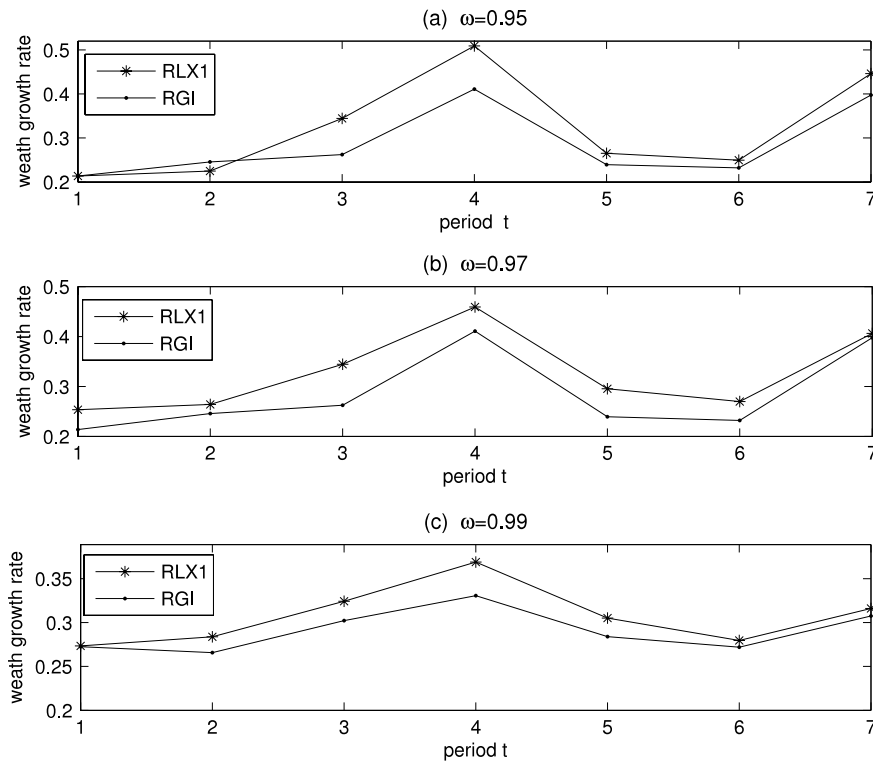 (a) ω=0.95
weath growth rate
0.5
0.4
0.3
0.2
RLX1
RGI
1 2 3 4 5 6 7
period t
(b) ω=0.97
weath growth rate
0.5
0.4
0.3
0.2
RLX1
RGI
1 2 3 4 5 6 7
period t
(c) ω=0.99
weath growth rate
0.35
0.3
0.25
0.2
RLX1
RGI
1 2 3 4 5 6 7
period t